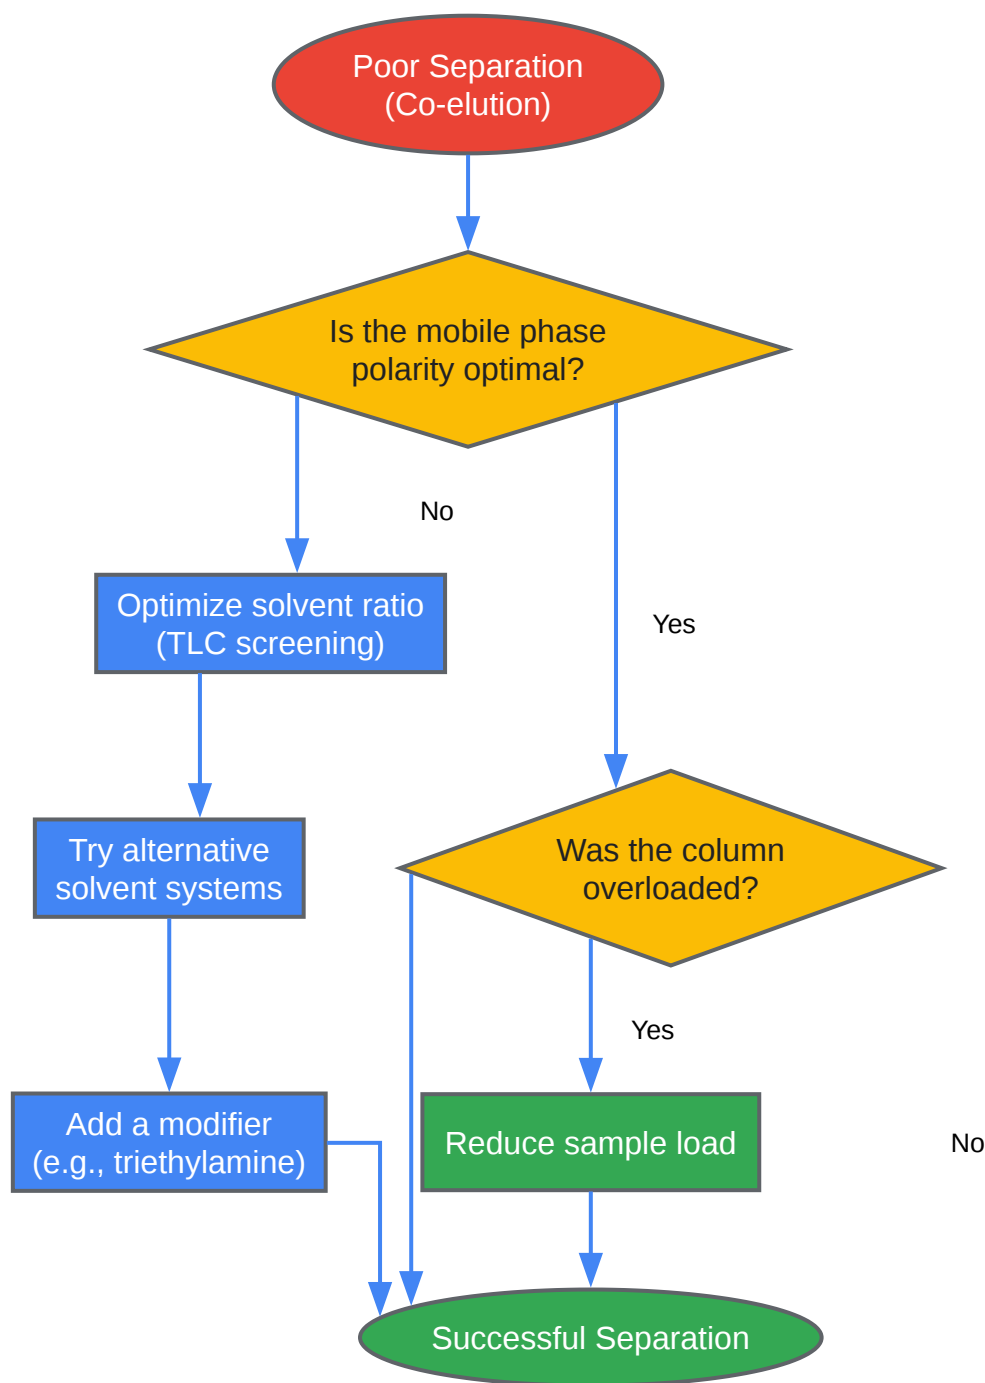 Poor Separation
(Co-elution)
Is the mobile phase
polarity optimal?
No
Optimize solvent ratio
(TLC screening)
Yes
Try alternative
solvent systems
Was the column
overloaded?
Yes
Add a modifier
(e.g., triethylamine)
Reduce sample load
No
Successful Separation